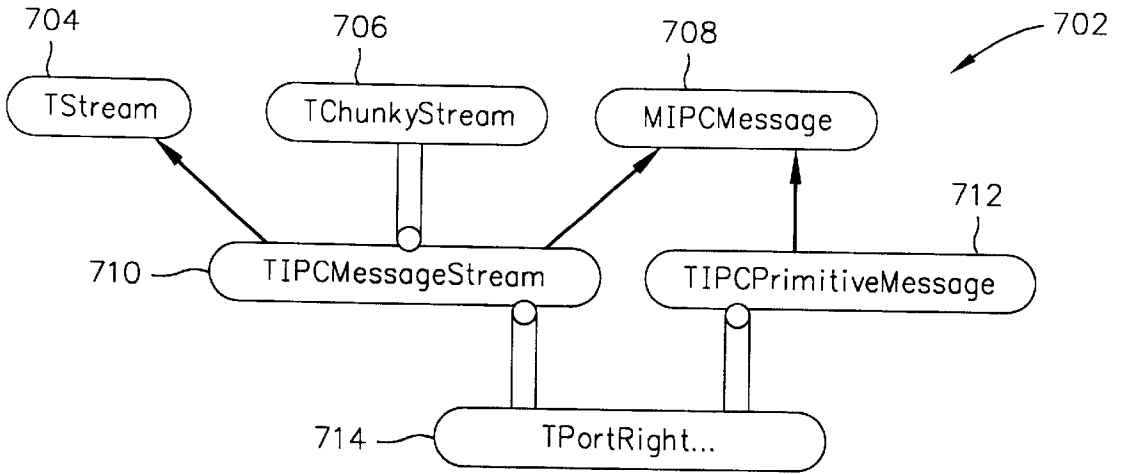 704
706
708
702
TStream
TChunkyStream
MIPCMessage
712
710
TIPCMessageStream
TIPCPrimitiveMessage
714
TPortRight...